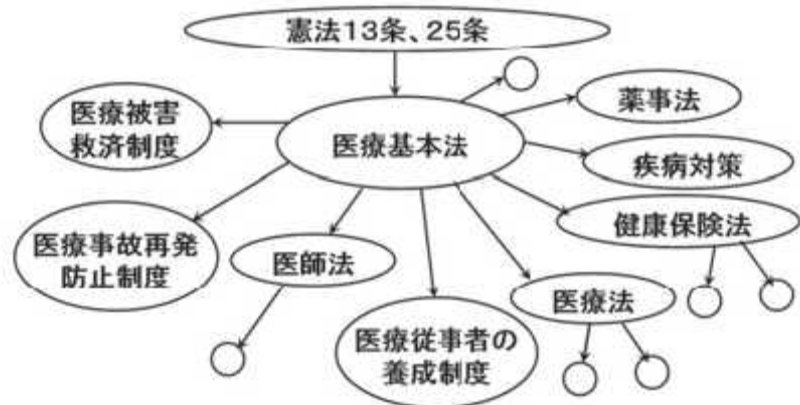 憲法13条、25条
医療被害
救済制度
医療基本法
薬事法
疾病対策
健康保険法
医療事故再発
防止制度
医師法
医療法
医療従事者の
養成制度